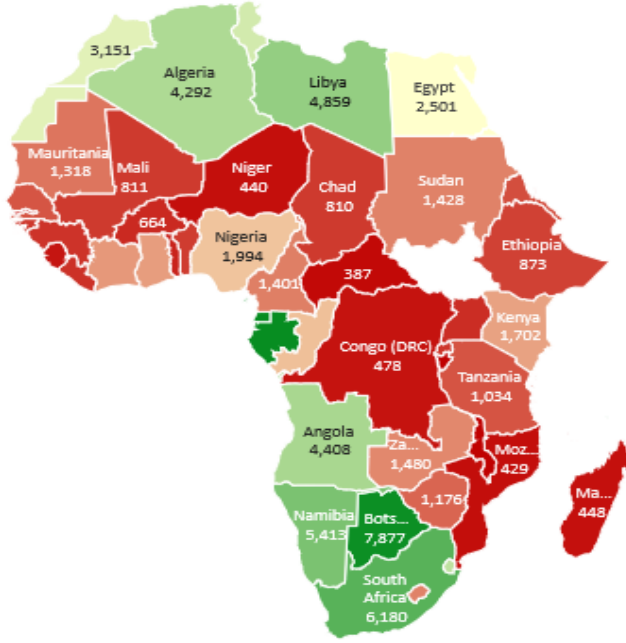 3,151
Algeria
4,292
Libya
4,859
Egypt
2,501
Mauritania
1,318
Mali
811
Niger
440
Chad
810
Sudan
1,428
664
Nigeria
1,994
Ethiopia
873
1,401
387
Kenya
1,702
Congo (DRC)
478
Tanzania
1,034
Angola
4,408
Za...
1,480
Moz...
429
Ma...
448
1,176
Namibia
5,413
Bots...
7,877
South
Africa
6,180